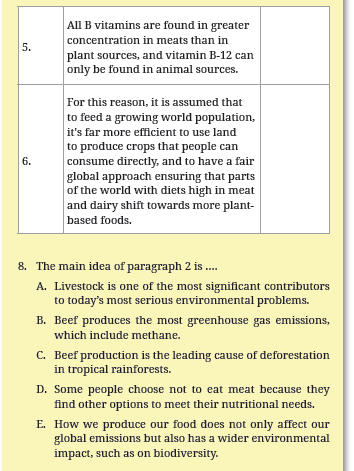 5.
All B vitamins are found in greater
concentration in meats than in
plant sources, and vitamin B-12 can
only be found in animal sources.
6.
For this reason, it is assumed that
to feed a growing world population,
it's far more efficient to use land
to produce crops that people can
consume directly, and to have a fair
global approach ensuring that parts
of the world with diets high in meat
and dairy shift towards more plant-
based foods.
8. The main idea of paragraph 2 is ....
A. Livestock is one of the most significant contributors
to today's most serious environmental problems.
B. Beef produces the most greenhouse gas emissions,
which include methane.
C. Beef production is the leading cause of deforestation
in tropical rainforests.
D. Some people choose not to eat meat because they
find other options to meet their nutritional needs.
E. How we produce our food does not only affect our
global emissions but also has a wider environmental
impact, such as on biodiversity.